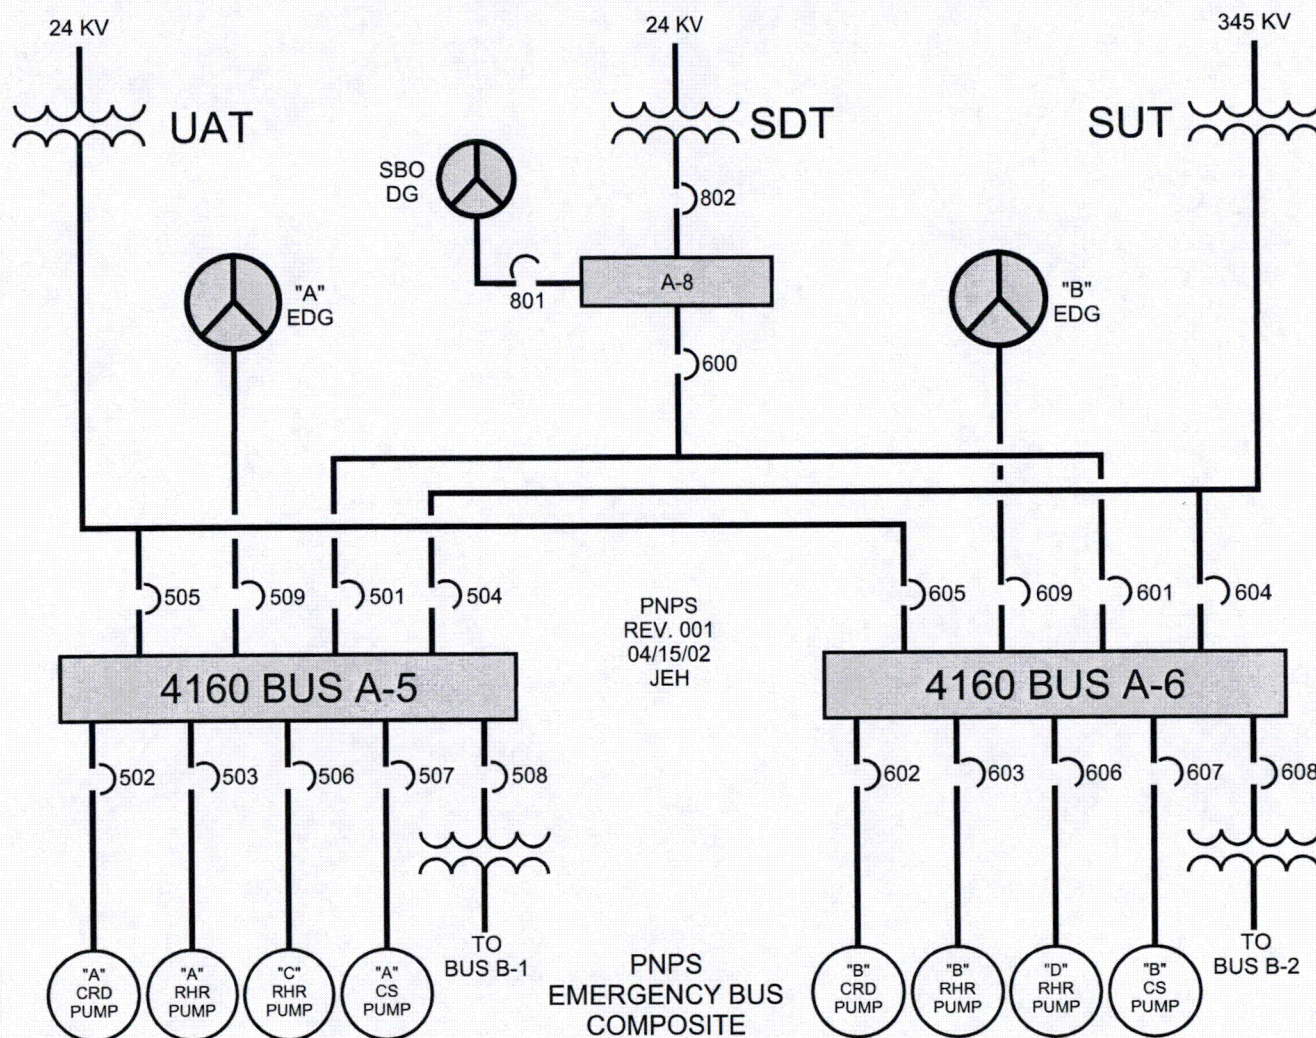 24 KV
24 KV
345 KV
UAT
SDT
SUT
SBO
DG
802
"A"
EDG
801
A-8
"B"
EDG
600
505
509
501
504
605
609
601
604
PNPS
REV. 001
04/15/02
JEH
4160 BUS A-5
4160 BUS A-6
502
503
506
507
508
602
603
606
607
608
TO
BUS B-1
TO
BUS B-2
"A"
CRD
PUMP
"A"
RHR
PUMP
"C"
RHR
PUMP
"A"
CS
PUMP
PNPS
EMERGENCY BUS
COMPOSITE
"B"
CRD
PUMP
"B"
RHR
PUMP
"D"
RHR
PUMP
"B"
CS
PUMP